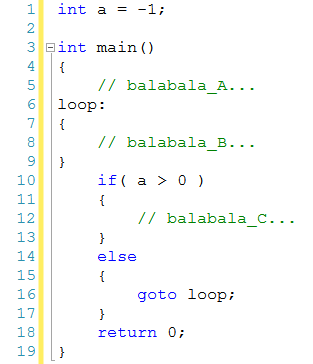 1 int a = -1;
2
3 int main()
4 {
5     // balabala_A...
6 loop:
7 {
8     // balabala_B...
9 }
10     if( a > 0 )
11     {
12         // balabala_C...
13     }
14     else
15     {
16         goto loop;
17     }
18     return 0;
19 }